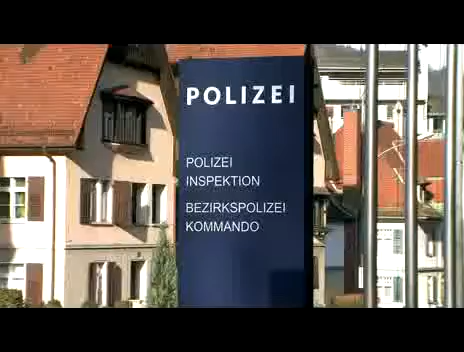 POLIZEI
POLIZEI
INSPEKTION
BEZIRKSPOLIZEI
KOMMANDO